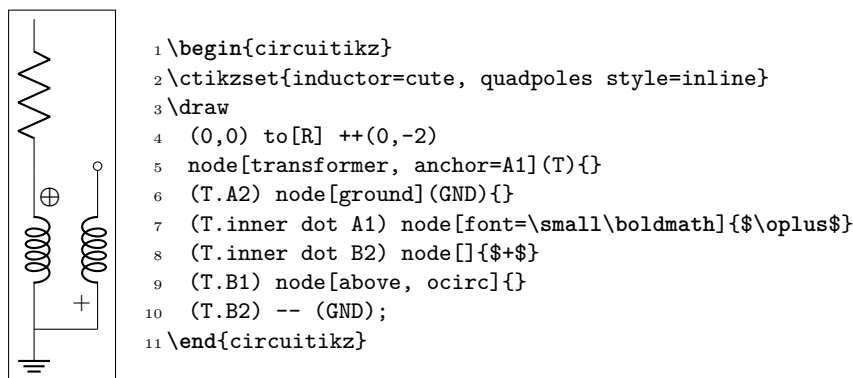 1 \begin{circuitikz}
2 \ctikzset{inductor=cute, quadpoles style=inline}
3 \draw
4   (0,0) to[R] ++(0,-2)
5   node[transformer, anchor=A1](T){}
6   (T.A2) node[ground](GND){}
7   (T.inner dot A1) node[font=\small\boldmath]{$\oplus$}
8   (T.inner dot B2) node[]{$+$}
9   (T.B1) node[above, ocirc]{}
10   (T.B2) -- (GND);
11 \end{circuitikz}
⊕
+